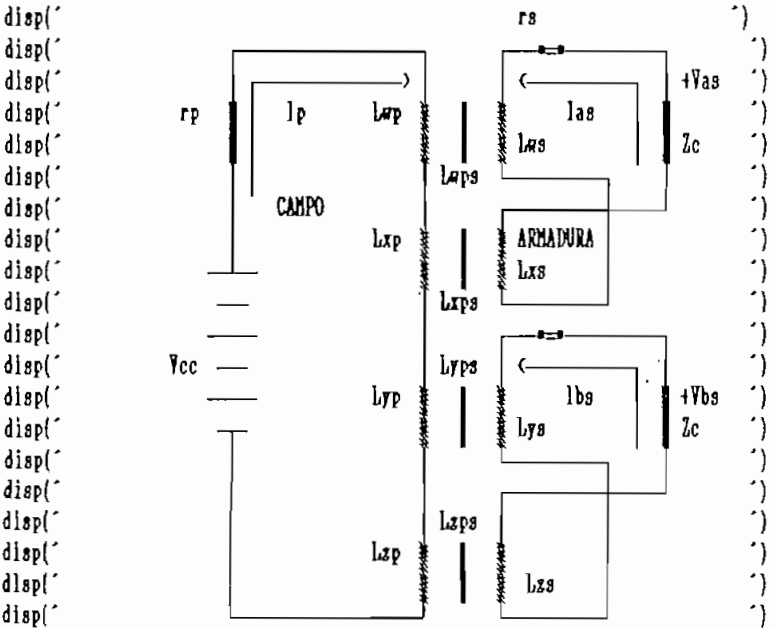 disp(´ rs ´)
disp(´ ´)
disp(´ +Vas ´)
disp(´ rp Ip Lwp Ias ´)
disp(´ Lws Zc ´)
disp(´ Lwps ´)
disp(´ CAMPO ´)
disp(´ Lxp ARMADURA ´)
disp(´ Lxs ´)
disp(´ Lxps ´)
disp(´ ´)
disp(´ Vcc Lyps ´)
disp(´ Lyp Ibs +Vbs ´)
disp(´ Lys Zc ´)
disp(´ ´)
disp(´ ´)
disp(´ Lzps ´)
disp(´ Lzp ´)
disp(´ Lzs ´)
disp(´ ´)